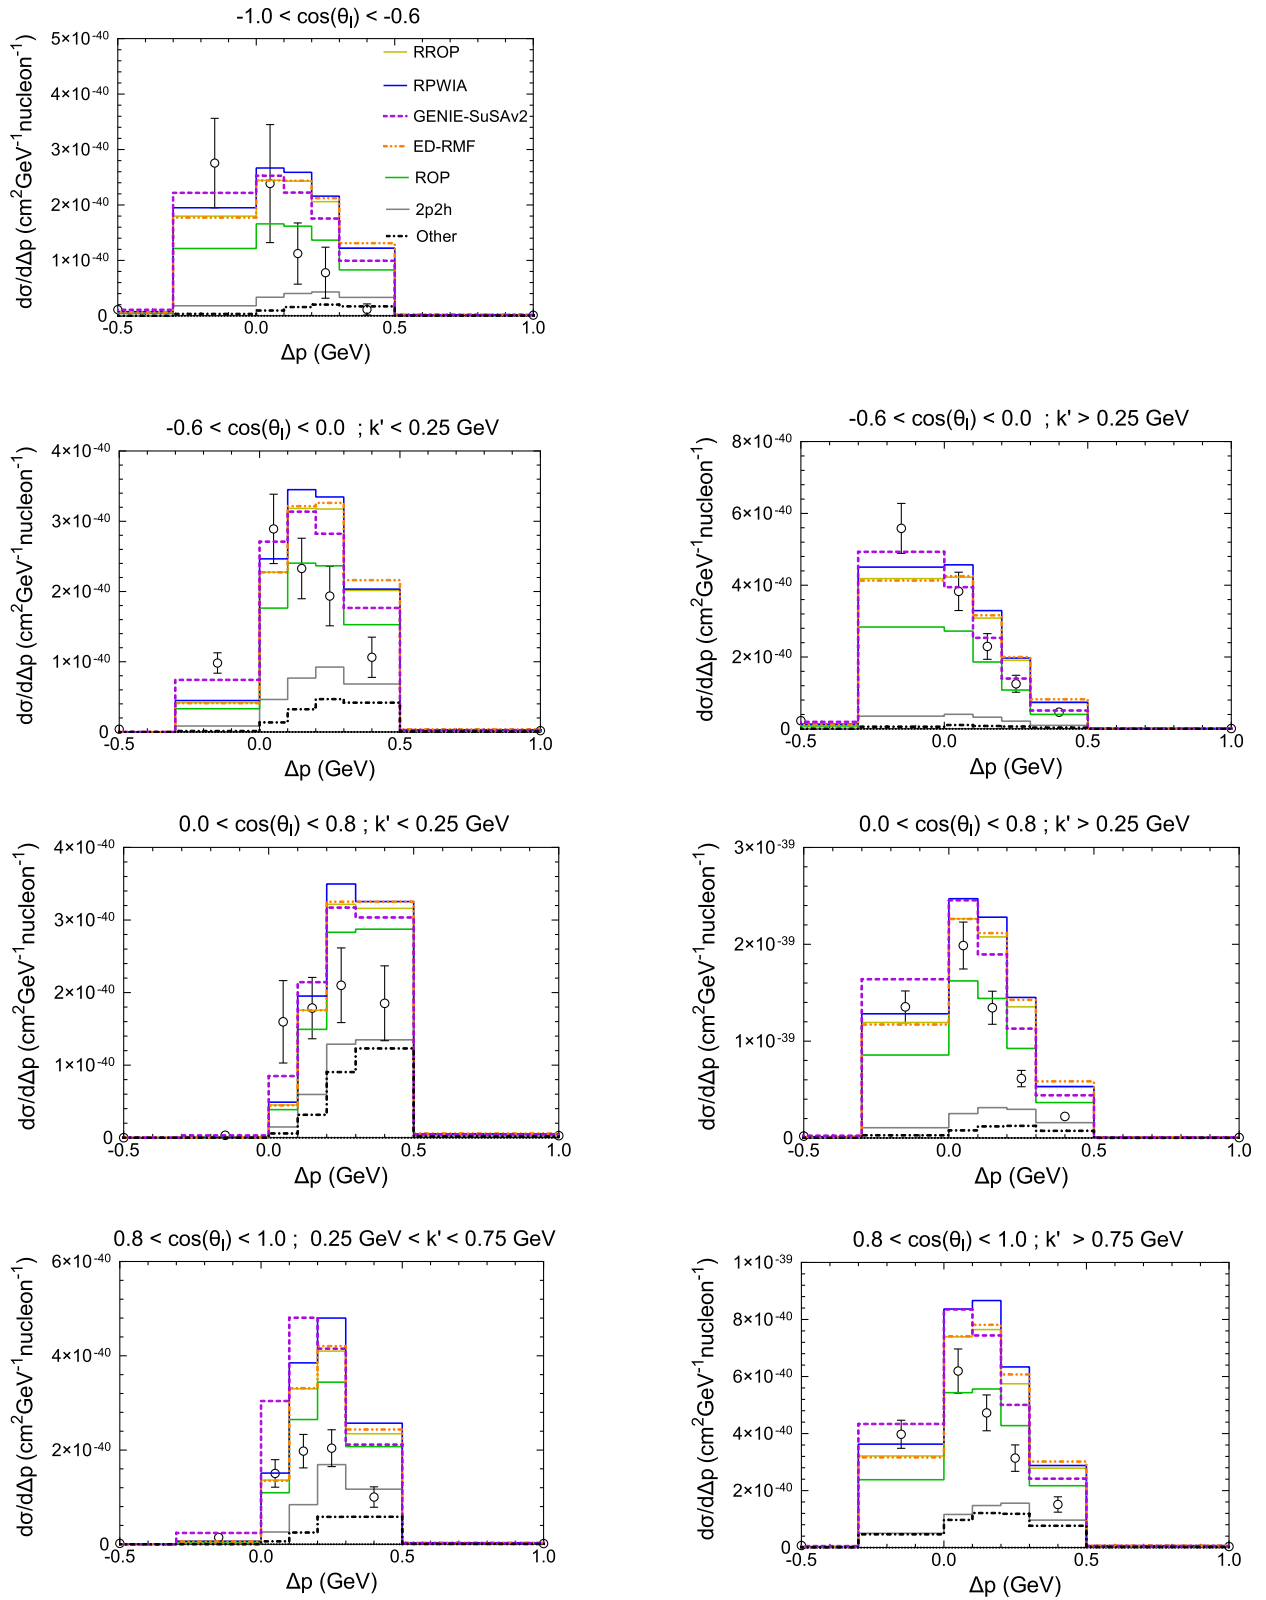 -1.0 < cos(θl) < -0.6
5×10-40
4×10-40
3×10-40
2×10-40
1×10-40
0
dσ/dΔp (cm2GeV-1nucleon-1)
RROP
RPWIA
GENIE-SuSAv2
ED-RMF
ROP
2p2h
Other
-0.5 0.0 0.5 1.0
Δp (GeV)
-0.6 < cos(θl) < 0.0 ; k' < 0.25 GeV
4×10-40
3×10-40
2×10-40
1×10-40
0
dσ/dΔp (cm2GeV-1nucleon-1)
-0.5 0.0 0.5 1.0
Δp (GeV)
-0.6 < cos(θl) < 0.0 ; k' > 0.25 GeV
8×10-40
6×10-40
4×10-40
2×10-40
0
dσ/dΔp (cm2GeV-1nucleon-1)
-0.5 0.0 0.5 1.0
Δp (GeV)
0.0 < cos(θl) < 0.8 ; k' < 0.25 GeV
4×10-40
3×10-40
2×10-40
1×10-40
0
dσ/dΔp (cm2GeV-1nucleon-1)
-0.5 0.0 0.5 1.0
Δp (GeV)
0.0 < cos(θl) < 0.8 ; k' > 0.25 GeV
3×10-39
2×10-39
1×10-39
0
dσ/dΔp (cm2GeV-1nucleon-1)
-0.5 0.0 0.5 1.0
Δp (GeV)
0.8 < cos(θl) < 1.0 ; 0.25 GeV < k' < 0.75 GeV
6×10-40
4×10-40
2×10-40
0
dσ/dΔp (cm2GeV-1nucleon-1)
-0.5 0.0 0.5 1.0
Δp (GeV)
0.8 < cos(θl) < 1.0 ; k' > 0.75 GeV
1×10-39
8×10-40
6×10-40
4×10-40
2×10-40
0
dσ/dΔp (cm2GeV-1nucleon-1)
-0.5 0.0 0.5 1.0
Δp (GeV)